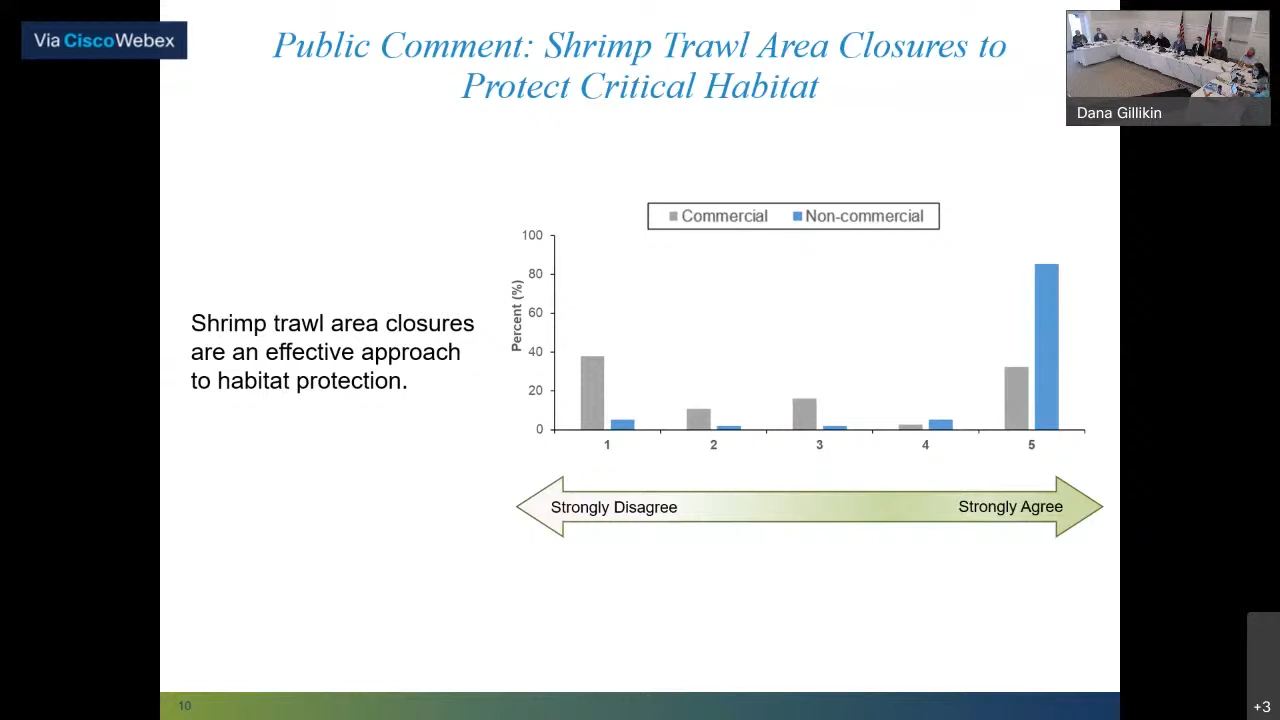 Via Cisco Webex
Public Comment: Shrimp Trawl Area Closures to
Protect Critical Habitat
Dana Gillikin
Commercial Non-commercial
Shrimp trawl area closures
are an effective approach
to habitat protection.
Percent (%)
100
80
60
40
20
0
1 2 3 4 5
Strongly Disagree Strongly Agree
10
+3